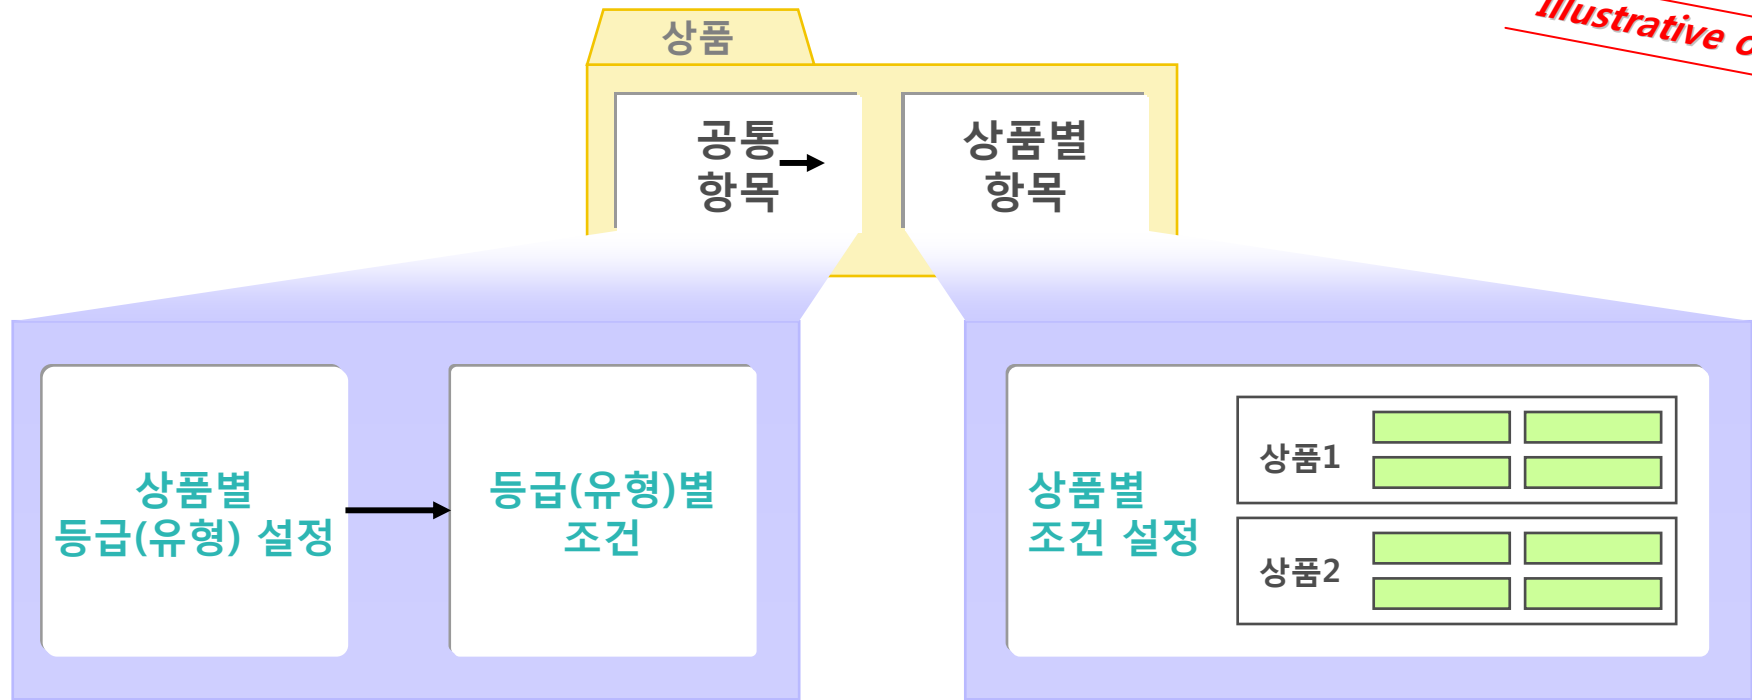 Illustrative
상품
공통
항목
상품별
항목
상품별
등급(유형) 설정
등급(유형)별
조건
상품별
조건 설정
상품1
상품2